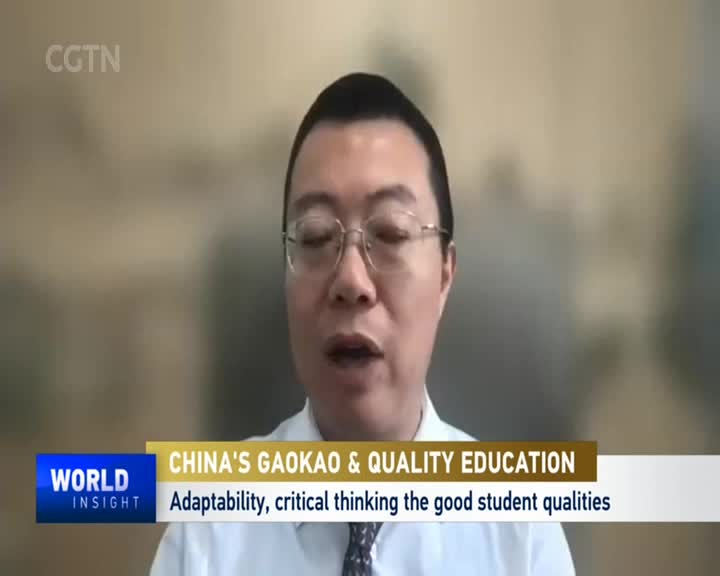 CGTN
CHINA'S GAOKAO & QUALITY EDUCATION
WORLD
INSIGHT
Adaptability, critical thinking the good student qualities